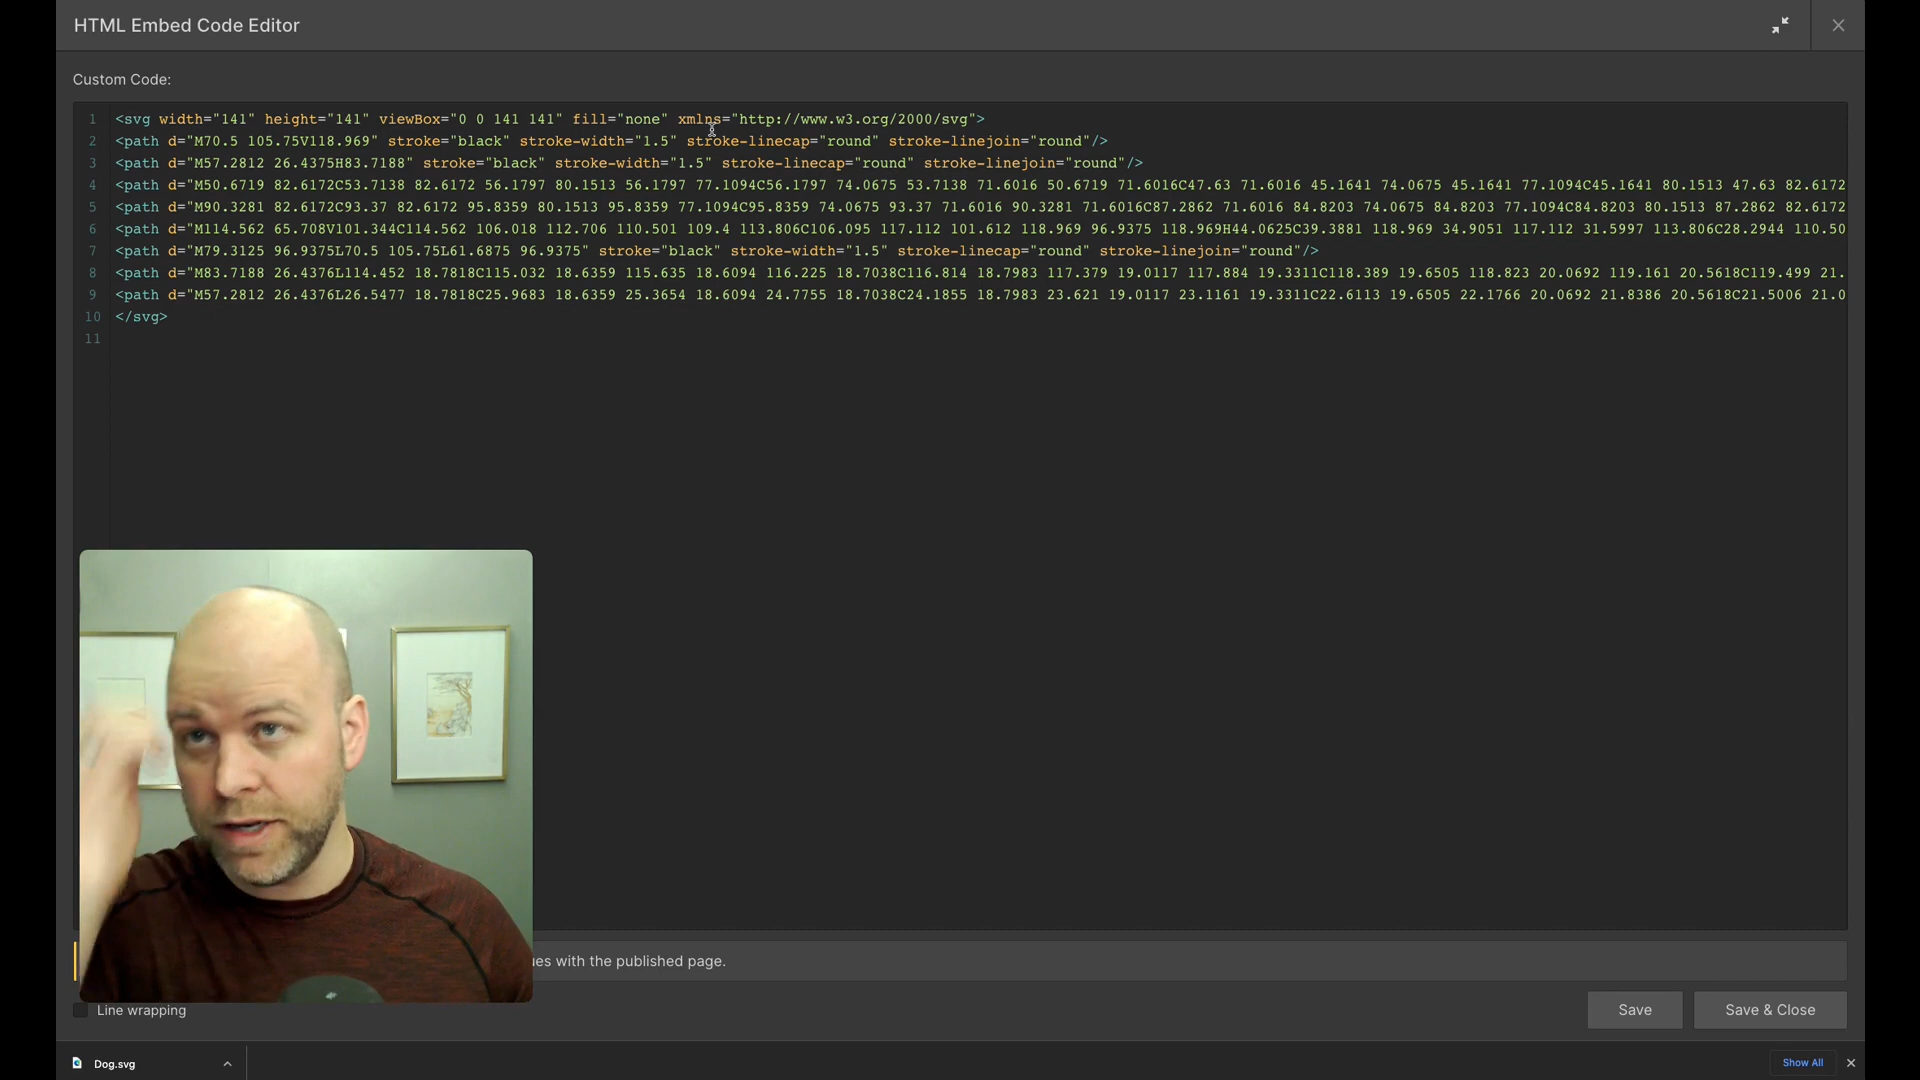 HTML Embed Code Editor
Custom Code:
1 <svg width="141" height="141" viewBox="0 0 141 141" fill="none" xmlns="http://www.w3.org/2000/svg">
2 <path d="M70.5 105.75V118.969" stroke="black" stroke-width="1.5" stroke-linecap="round" stroke-linejoin="round"/>
3 <path d="M57.2812 26.4375H83.7188" stroke="black" stroke-width="1.5" stroke-linecap="round" stroke-linejoin="round"/>
4 <path d="M50.6719 82.6172C53.7138 82.6172 56.1797 80.1513 56.1797 77.1094C56.1797 74.0675 53.7138 71.6016 50.6719 71.6016C47.63 71.6016 45.1641 74.0675 45.1641 77.1094C45.1641 80.1513 47.63 82.6172
5 <path d="M90.3281 82.6172C93.37 82.6172 95.8359 80.1513 95.8359 77.1094C95.8359 74.0675 93.37 71.6016 90.3281 71.6016C87.2862 71.6016 84.8203 74.0675 84.8203 77.1094C84.8203 80.1513 87.2862 82.6172
6 <path d="M114.562 65.708V101.344C114.562 106.018 112.706 110.501 109.4 113.806C106.095 117.112 101.612 118.969 96.9375 118.969H44.0625C39.3881 118.969 34.9051 117.112 31.5997 113.806C28.2944 110.50
7 <path d="M79.3125 96.9375L70.5 105.75L61.6875 96.9375" stroke="black" stroke-width="1.5" stroke-linecap="round" stroke-linejoin="round"/>
8 <path d="M83.7188 26.4376L114.452 18.7818C115.032 18.6359 115.635 18.6094 116.225 18.7038C116.814 18.7983 117.379 19.0117 117.884 19.3311C118.389 19.6505 118.823 20.0692 119.161 20.5618C119.499 21.
9 <path d="M57.2812 26.4376L26.5477 18.7818C25.9683 18.6359 25.3654 18.6094 24.7755 18.7038C24.1855 18.7983 23.621 19.0117 23.1161 19.3311C22.6113 19.6505 22.1766 20.0692 21.8386 20.5618C21.5006 21.0
10 </svg>
11
ues with the published page.
Line wrapping
Save
Save & Close
Dog.svg
Show All